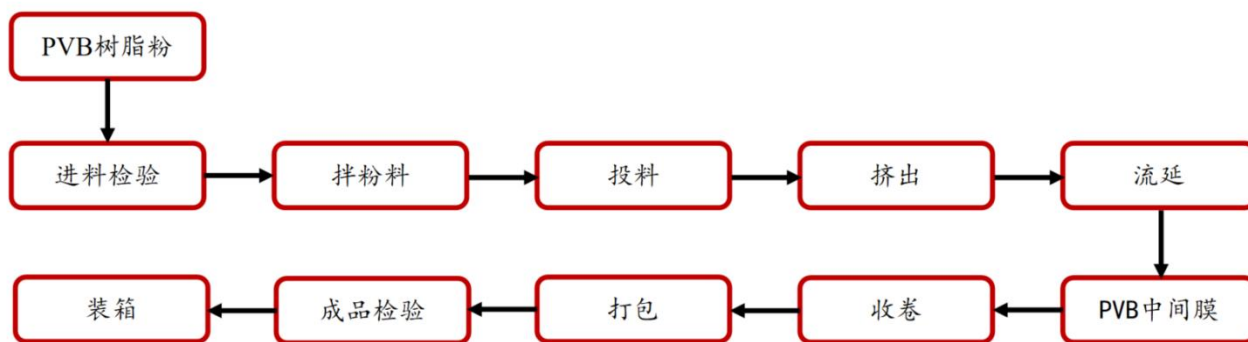 PVB树脂粉
进料检验
拌粉料
投料
挤出
流延
PVB中间膜
收卷
打包
成品检验
装箱